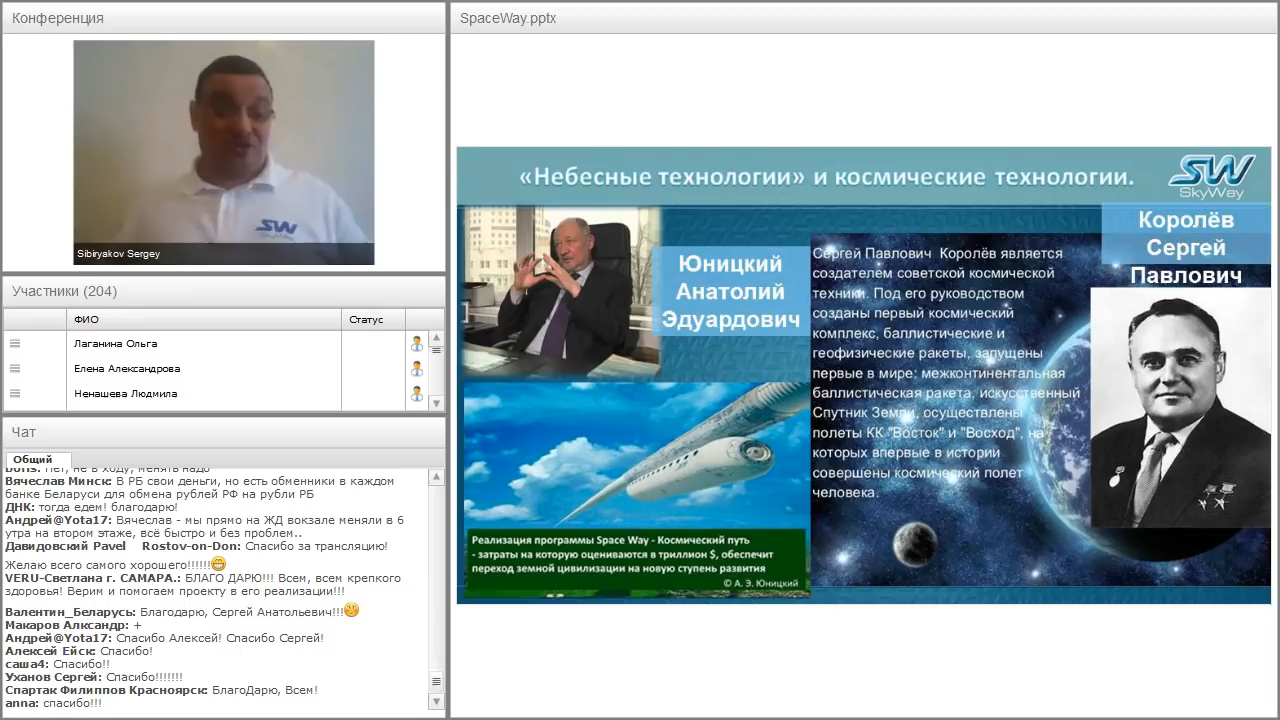 Конференция
Sibiryakov Sergey
Участники (204)
ФИО
Статус
Лаганина Ольга
Елена Александрова
Ненашева Людмила
Чат
Общий
Boris: Нет, не в ходу, менять надо
Вячеслав Минск: В РБ свой деньги, но есть обменники в каждом
банке Беларуси для обмена рублей РФ на рубли РБ
ДНК: тогда едем! благодарю!
Андрей@Yota17: Вячеслав - мы прямо на ЖД вокзале меняли в 6
утра на втором этаже, всё быстро и без проблем..
Давидовский Pavel Rostov-on-Don: Спасибо за трансляцию!
Желаю всего самого хорошего!!!!!!
VERU-Светлана г. САМАРА.: БЛАГО ДАРЮ!!! Всем, всем крепкого
здоровья! Верим и помогаем проекту в его реализации!!!
Валентин_Беларусь: Благодарю, Сергей Анатольевич!!!
Макаров Алксандр: +
Андрей@Yota17: Спасибо Алексей! Спасибо Сергей!
Алексей Ейск: Спасибо!
саша4: Спасибо!!
Уханов Сергей: Спасибо!!!!!!!
Спартак Филиппов Красноярск: БлагоДарю, Всем!
anna: спасибо!!!
SpaceWay.pptx
«Небесные технологии» и космические технологии.
SW
SkyWay
Юницкий
Анатолий
Эдуардович
Королёв
Сергей
Павлович
Сергей Павлович Королёв является
создателем советской космической
техники. Под его руководством
созданы первый космический
комплекс, баллистические и
геофизические ракеты, запущены
первые в мире: межконтинентальная
баллистическая ракета, искусственный
Спутник Земли, осуществлены
полеты КК "Восток" и "Восход", на
которых впервые в истории
совершены космический полет
человека.
Реализация программы Space Way - Космический путь
- затраты на которую оцениваются в триллион $, обеспечит
переход земной цивилизации на новую ступень развития
© А. Э. Юницкий